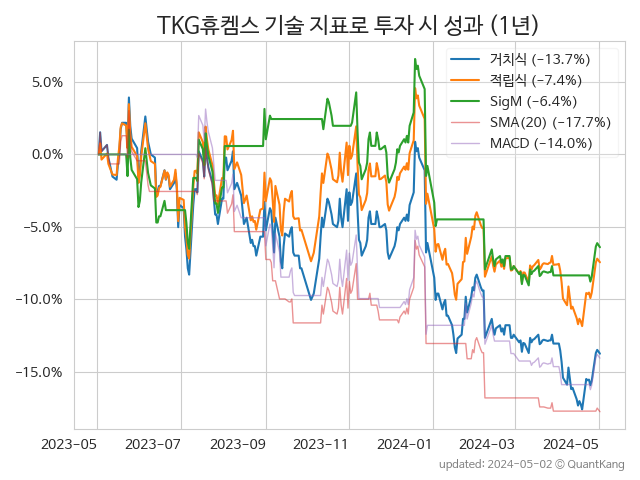 TKG휴켐스 기술 지표로 투자 시 성과 (1년)
거치식 (−13.7%)
적립식 (−7.4%)
SigM (−6.4%)
SMA(20) (−17.7%)
MACD (−14.0%)
5.0%
0.0%
−5.0%
−10.0%
−15.0%
2023-05 2023-07 2023-09 2023-11 2024-01 2024-03 2024-05
updated: 2024-05-02 © QuantKang